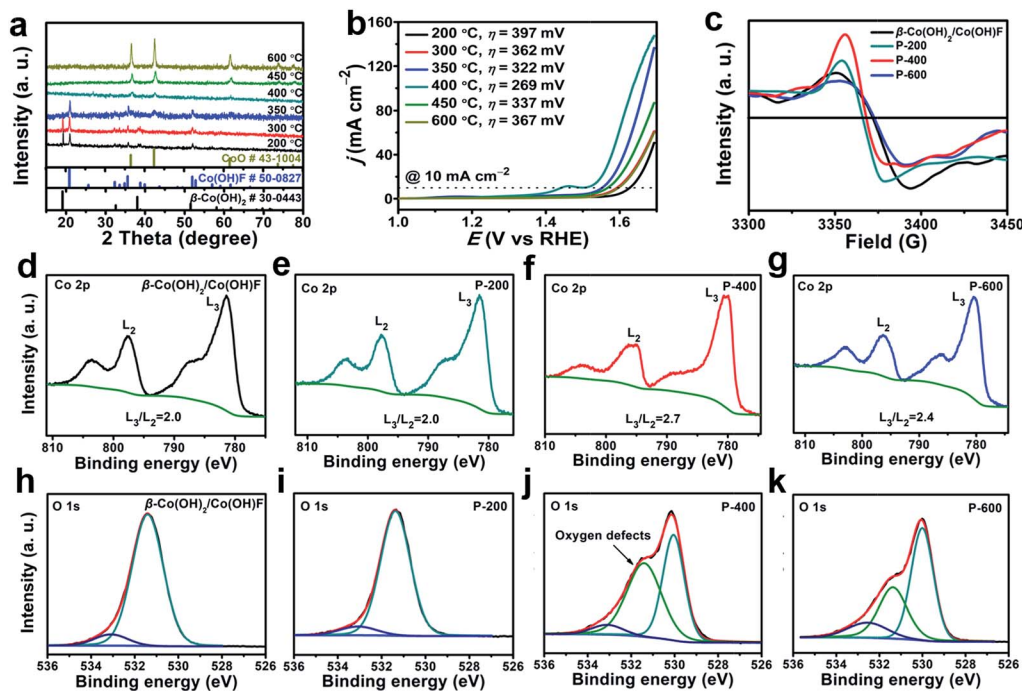 a
Intensity (a. u.)
600 °C
450 °C
400 °C
350 °C
300 °C
200 °C
CoO # 43-1004
Co(OH)F # 50-0827
β-Co(OH)₂ # 30-0443
20 30 40 50 60 70 80
2 Theta (degree)
b
j (mA cm⁻²)
160
120
80
40
0
200 °C, η = 397 mV
300 °C, η = 362 mV
350 °C, η = 322 mV
400 °C, η = 269 mV
450 °C, η = 337 mV
600 °C, η = 367 mV
@ 10 mA cm⁻²
1.0 1.2 1.4 1.6
E (V vs RHE)
c
Intensity (a. u.)
β-Co(OH)₂/Co(OH)F
P-200
P-400
P-600
3300 3350 3400 3450
Field (G)
d
Intensity (a. u.)
Co 2p β-Co(OH)₂/Co(OH)F
L₃
L₂
L₃/L₂=2.0
810 800 790 780
Binding energy (eV)
e
Co 2p P-200
L₃
L₂
L₃/L₂=2.0
810 800 790 780
Binding energy (eV)
f
Co 2p P-400
L₃
L₂
L₃/L₂=2.7
810 800 790 780
Binding energy (eV)
g
Co 2p P-600
L₃
L₂
L₃/L₂=2.4
810 800 790 780
Binding energy (eV)
h
Intensity (a. u.)
O 1s β-Co(OH)₂/Co(OH)F
536 534 532 530 528 526
Binding energy (eV)
i
O 1s P-200
536 534 532 530 528 526
Binding energy (eV)
j
O 1s P-400
Oxygen defects
536 534 532 530 528 526
Binding energy (eV)
k
O 1s P-600
536 534 532 530 528 526
Binding energy (eV)